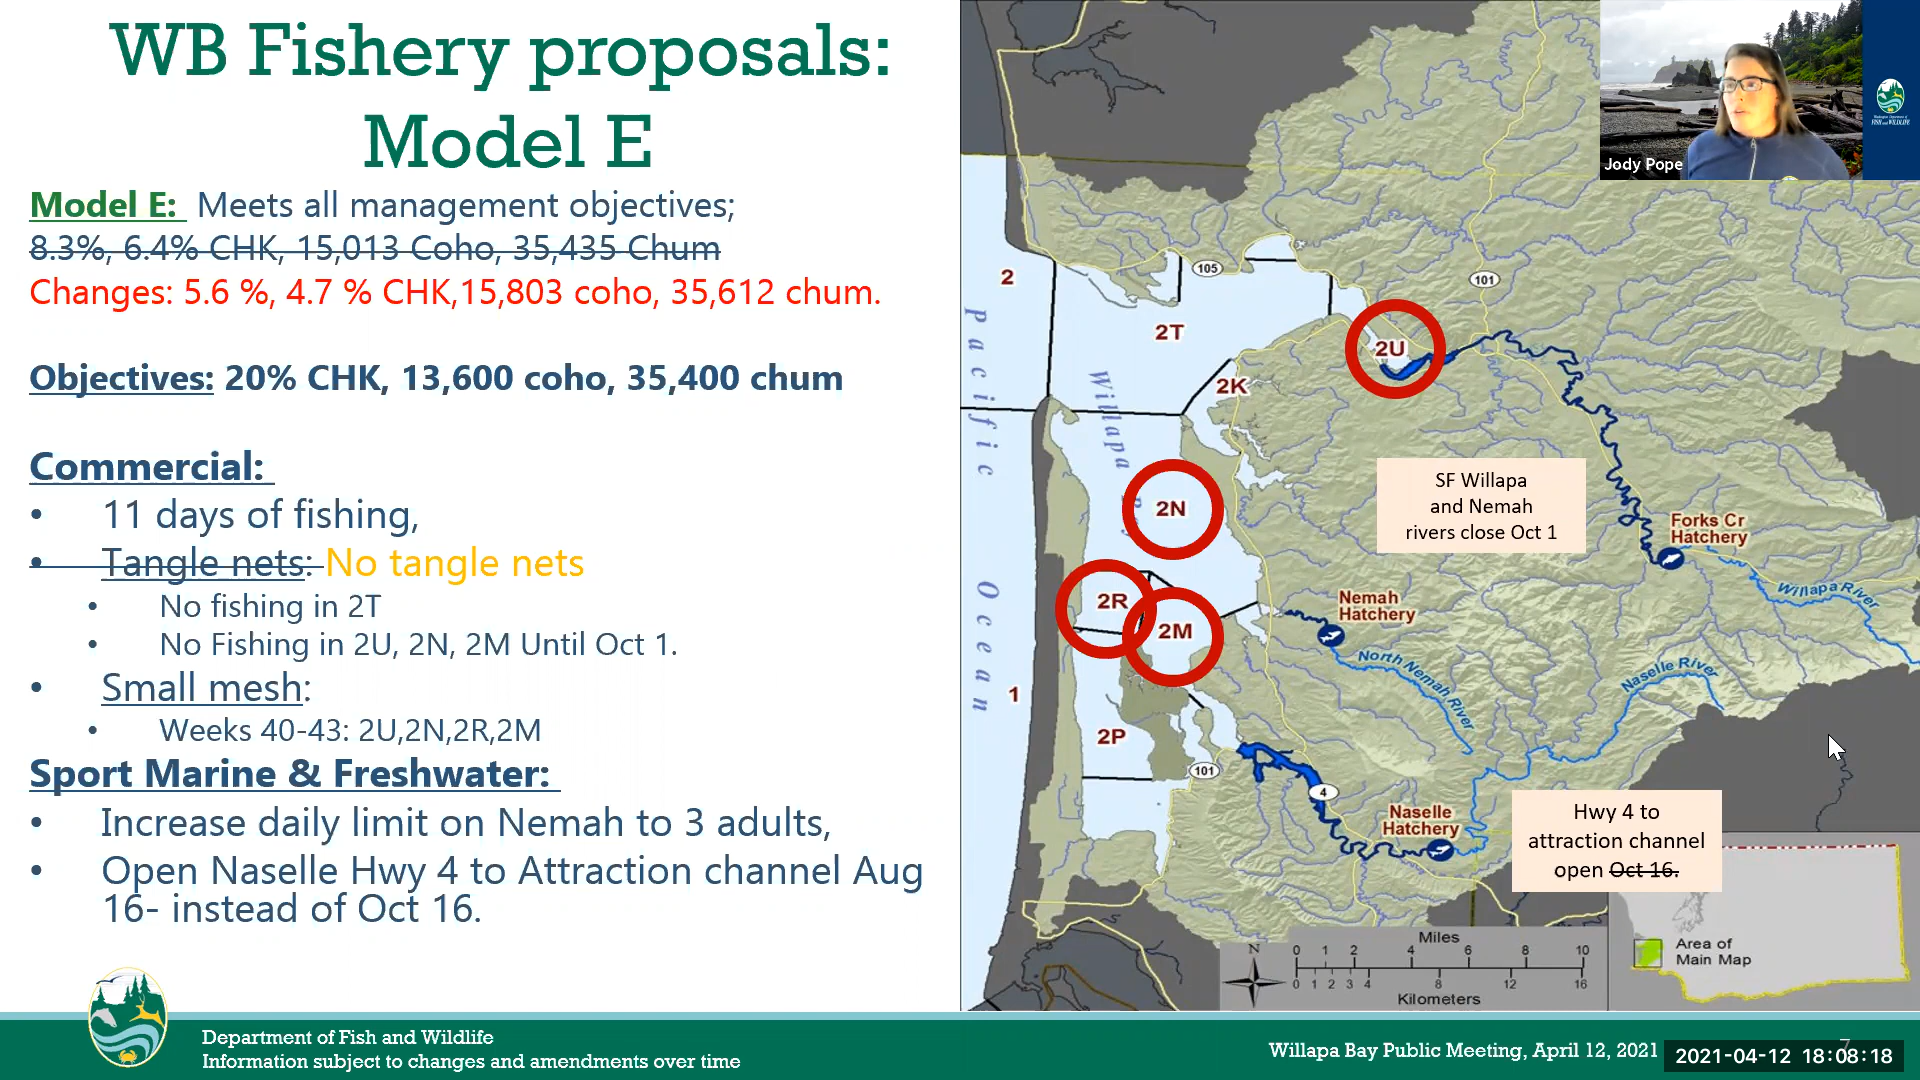 WB Fishery proposals:
Model E
Model E: Meets all management objectives;
8.3%, 6.4% CHK, 15,013 Coho, 35,435 Chum
Changes: 5.6 %, 4.7 % CHK,15,803 coho, 35,612 chum.
Objectives: 20% CHK, 13,600 coho, 35,400 chum
Commercial:
• 11 days of fishing,
• Tangle nets: No tangle nets
• No fishing in 2T
• No Fishing in 2U, 2N, 2M Until Oct 1.
• Small mesh:
• Weeks 40-43: 2U,2N,2R,2M
Sport Marine & Freshwater:
• Increase daily limit on Nemah to 3 adults,
• Open Naselle Hwy 4 to Attraction channel Aug
16- instead of Oct 16.
Department of Fish and Wildlife
Information subject to changes and amendments over time
Willapa Bay Public Meeting, April 12, 2021
7
2021-04-12 18:08:18
Jody Pope
2
105
101
2T
2U
2K
Pacific
Ocean
Willapa
2N
2R
2M
1
2P
101
4
SF Willapa
and Nemah
rivers close Oct 1
Forks Cr
Hatchery
Willapa River
Nemah
Hatchery
North Nemah River
Naselle River
Naselle
Hatchery
Hwy 4 to
attraction channel
open Oct 16.
N
Miles
0 1 2 4 6 8 10
0 1 2 3 4 8 12 16
Kilometers
Area of
Main Map